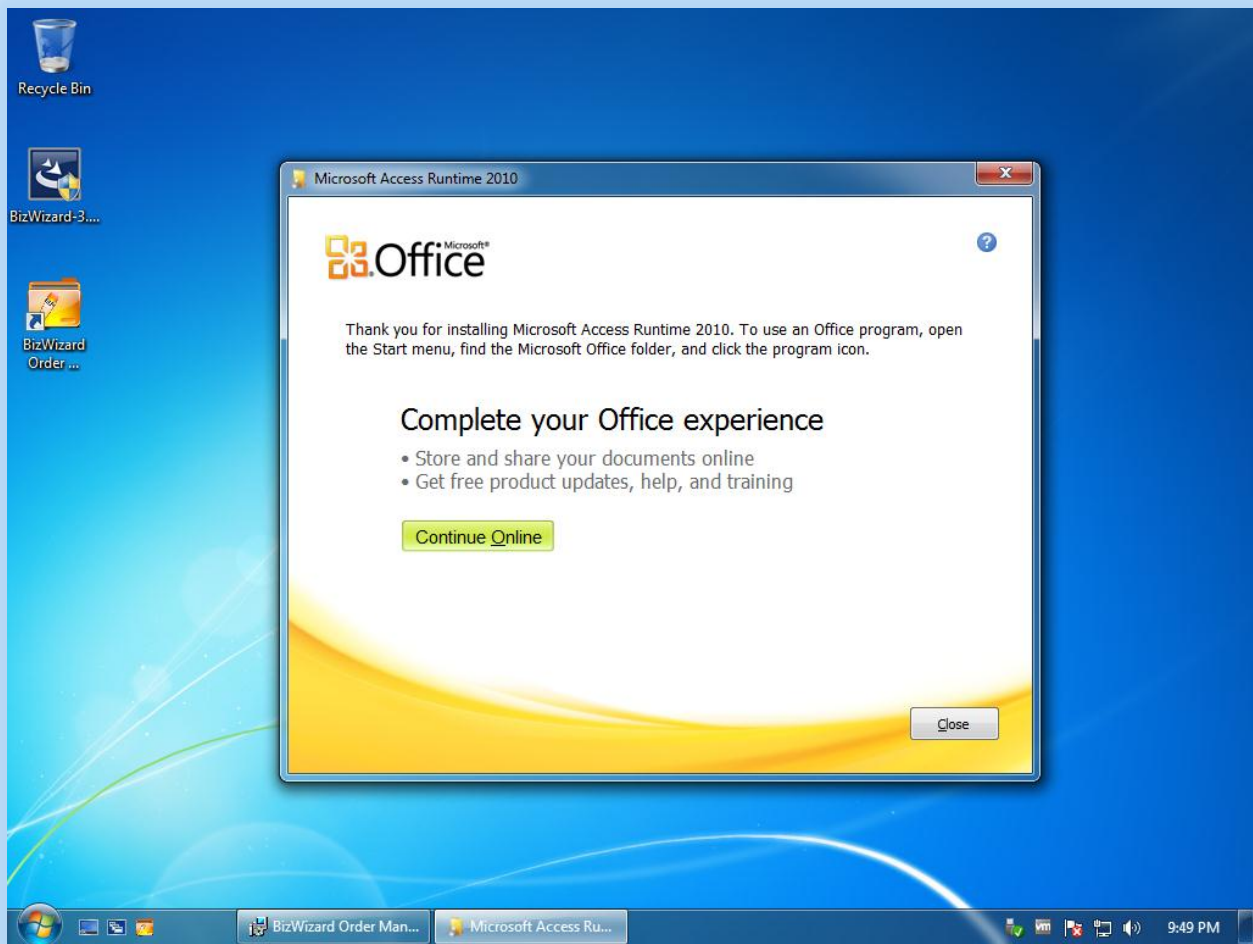 Recycle Bin
BizWizard-3....
BizWizard
Order ...
Microsoft Access Runtime 2010
Microsoft®
Office
Thank you for installing Microsoft Access Runtime 2010. To use an Office program, open
the Start menu, find the Microsoft Office folder, and click the program icon.
Complete your Office experience
• Store and share your documents online
• Get free product updates, help, and training
Continue Online
Close
BizWizard Order Man...
Microsoft Access Ru...
vm
9:49 PM